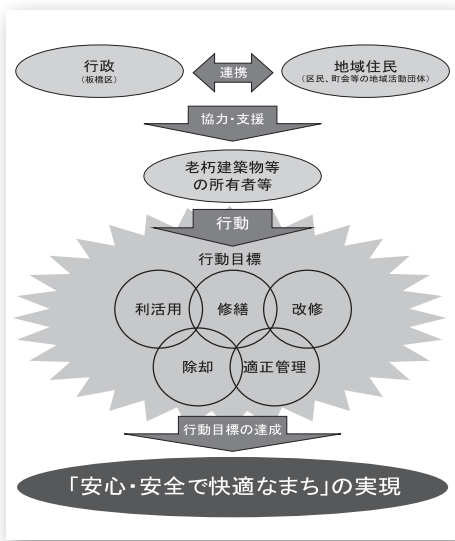 行政
(板橋区)
連携
地域住民
(区民、町会等の地域活動団体)
協力・支援
老朽建築物等
の所有者等
行動
行動目標
利活用
修繕
改修
除却
適正管理
行動目標の達成
「安心・安全で快適なまち」の実現